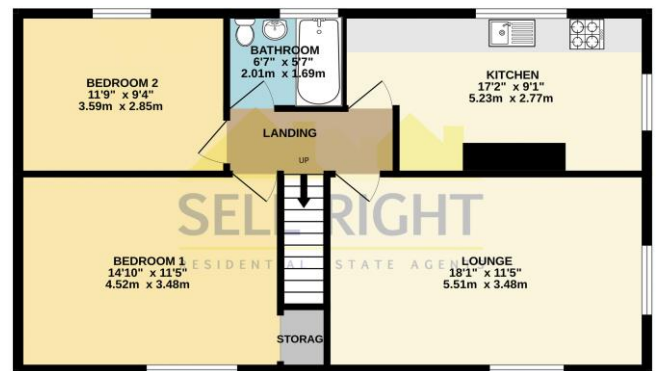 BATHROOM
6'7" x 5'7"
2.01m x 1.69m
BEDROOM 2
11'9" x 9'4"
3.59m x 2.85m
KITCHEN
17'2" x 9'1"
5.23m x 2.77m
LANDING
UP
SELL RIGHT
RESIDENTIAL ESTATE AGENT
BEDROOM 1
14'10" x 11'5"
4.52m x 3.48m
LOUNGE
18'1" x 11'5"
5.51m x 3.48m
STORAG